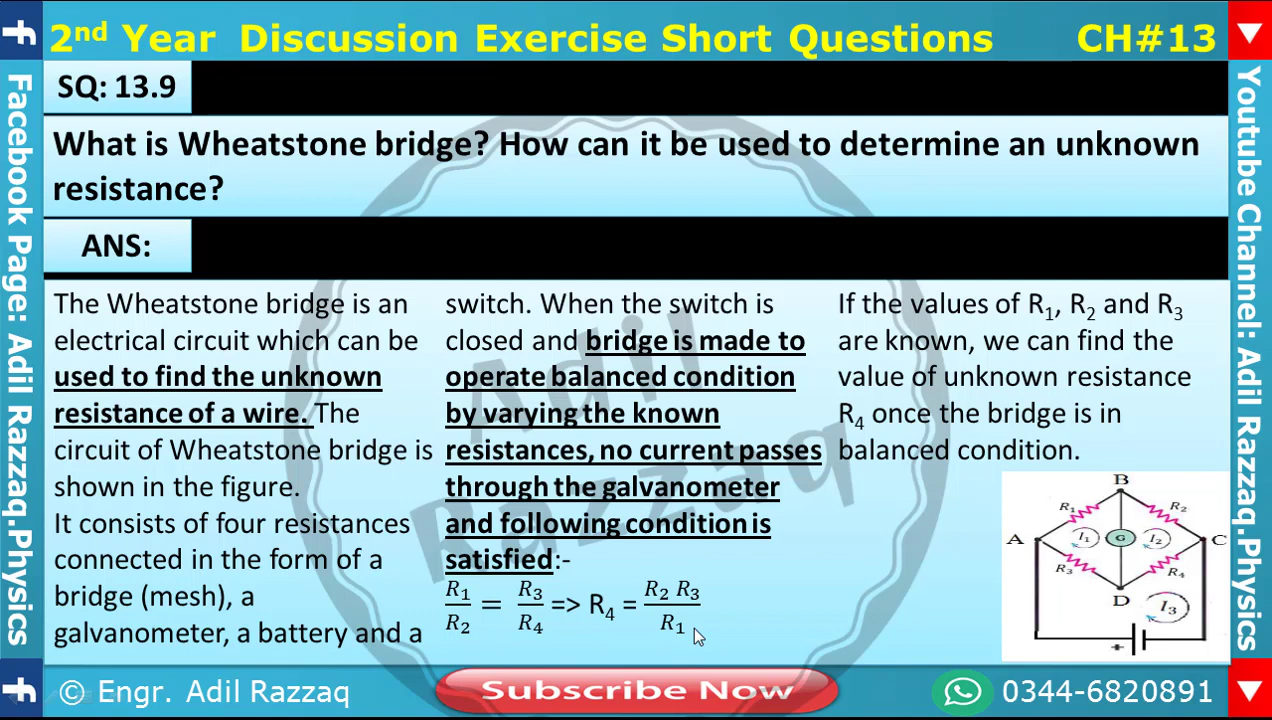 2nd Year Discussion Exercise Short Questions CH#13
SQ: 13.9
What is Wheatstone bridge? How can it be used to determine an unknown
resistance?
ANS:
The Wheatstone bridge is an
electrical circuit which can be
used to find the unknown
resistance of a wire. The
circuit of Wheatstone bridge is
shown in the figure.
It consists of four resistances
connected in the form of a
bridge (mesh), a
galvanometer, a battery and a
switch. When the switch is
closed and bridge is made to
operate balanced condition
by varying the known
resistances, no current passes
through the galvanometer
and following condition is
satisfied:-
R₁/R₂ = R₃/R₄ => R₄ = R₂ R₃/R₁
If the values of R₁, R₂ and R₃
are known, we can find the
value of unknown resistance
R₄ once the bridge is in
balanced condition.
B
R₁ R₂
A I₁ G I₂ C
R₃ R₄
D
I₃
+
Adil
Razzaq
Facebook Page: Adil Razzaq.Physics
Youtube Channel: Adil Razzaq.Physics
© Engr. Adil Razzaq
Subscribe Now
0344-6820891